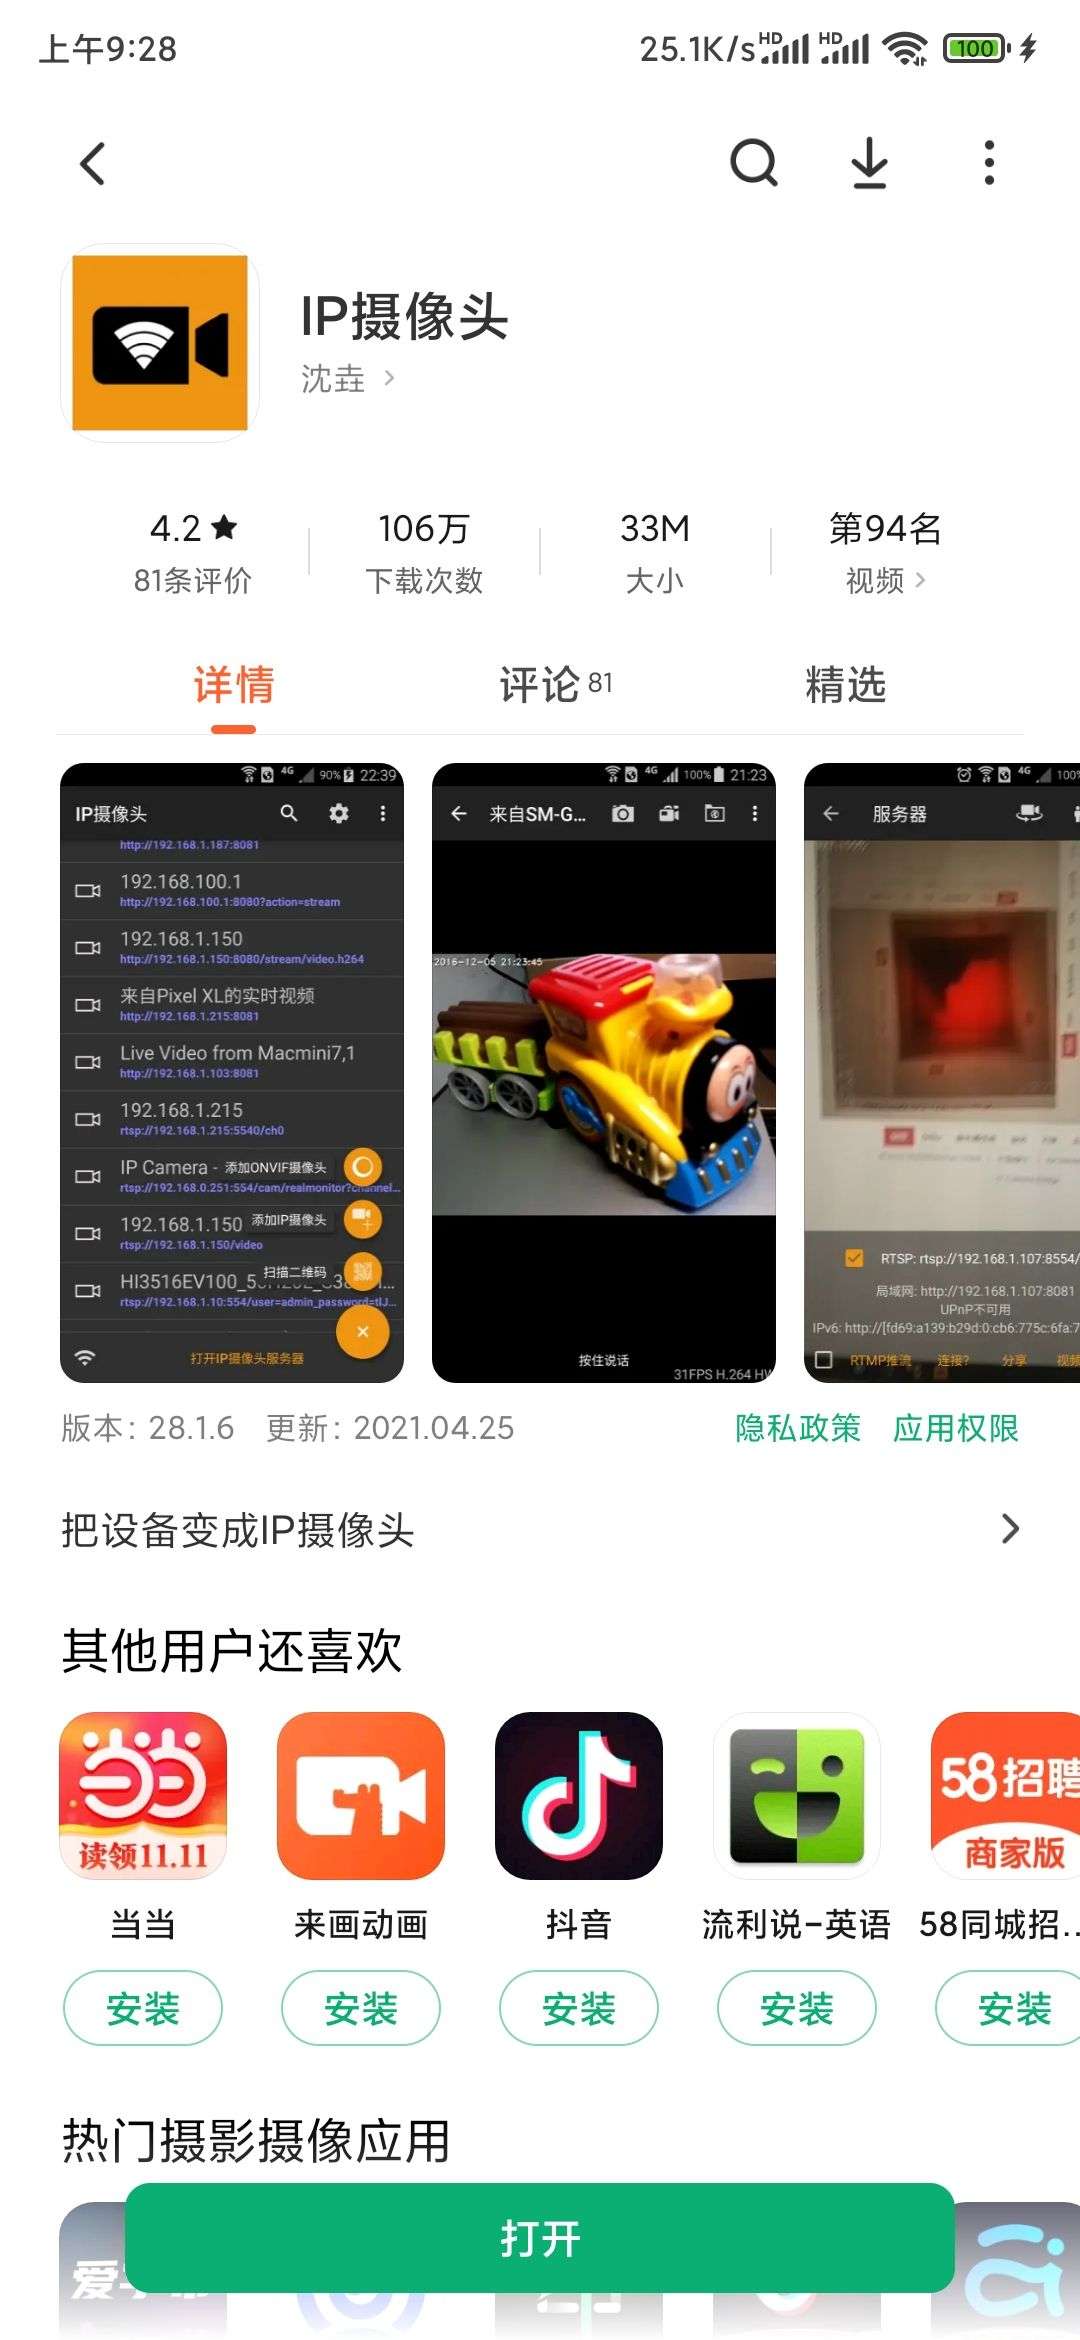 上午9:28
25.1K/s HD HD 100
IP摄像头
沈垚
4.2★ 106万 33M 第94名
81条评价 下载次数 大小 视频
详情 评论81 精选
4G 90% 22:39
IP摄像头
http://192.168.1.187:8081
192.168.100.1
http://192.168.100.1:8080?action=stream
192.168.1.150
http://192.168.1.150:8080/stream/video.h264
来自Pixel XL的实时视频
http://192.168.1.215:8081
Live Video from Macmini7,1
http://192.168.1.103:8081
192.168.1.215
rtsp://192.168.1.215:5540/ch0
IP Camera - 添加ONVIF摄像头
rtsp://192.168.0.251:554/cam/realmonitor?channel...
192.168.1.150 添加IP摄像头
rtsp://192.168.1.150/video
扫描二维码
rtsp://192.168.1.10:554/user=admin_password=tlJ...
打开IP摄像头服务器
4G 100% 21:23
来自SM-G...
2016-12-05 21:23:45
按住说话
31FPS H.264 HW
4G 100%
服务器
RTSP: rtsp://192.168.1.107:8554/
局域网: http://192.168.1.107:8081
UPnP不可用
IPv6: http://[fd69:a139:b29d:0:cb6:775c:6fa:7
RTMP推流 连接? 分享 视频
版本: 28.1.6 更新: 2021.04.25 隐私政策 应用权限
把设备变成IP摄像头
其他用户还喜欢
当当
读领11.11
58招聘
商家版
当当 来画动画 抖音 流利说-英语 58同城招...
安装 安装 安装 安装 安装
热门摄影摄像应用
打开